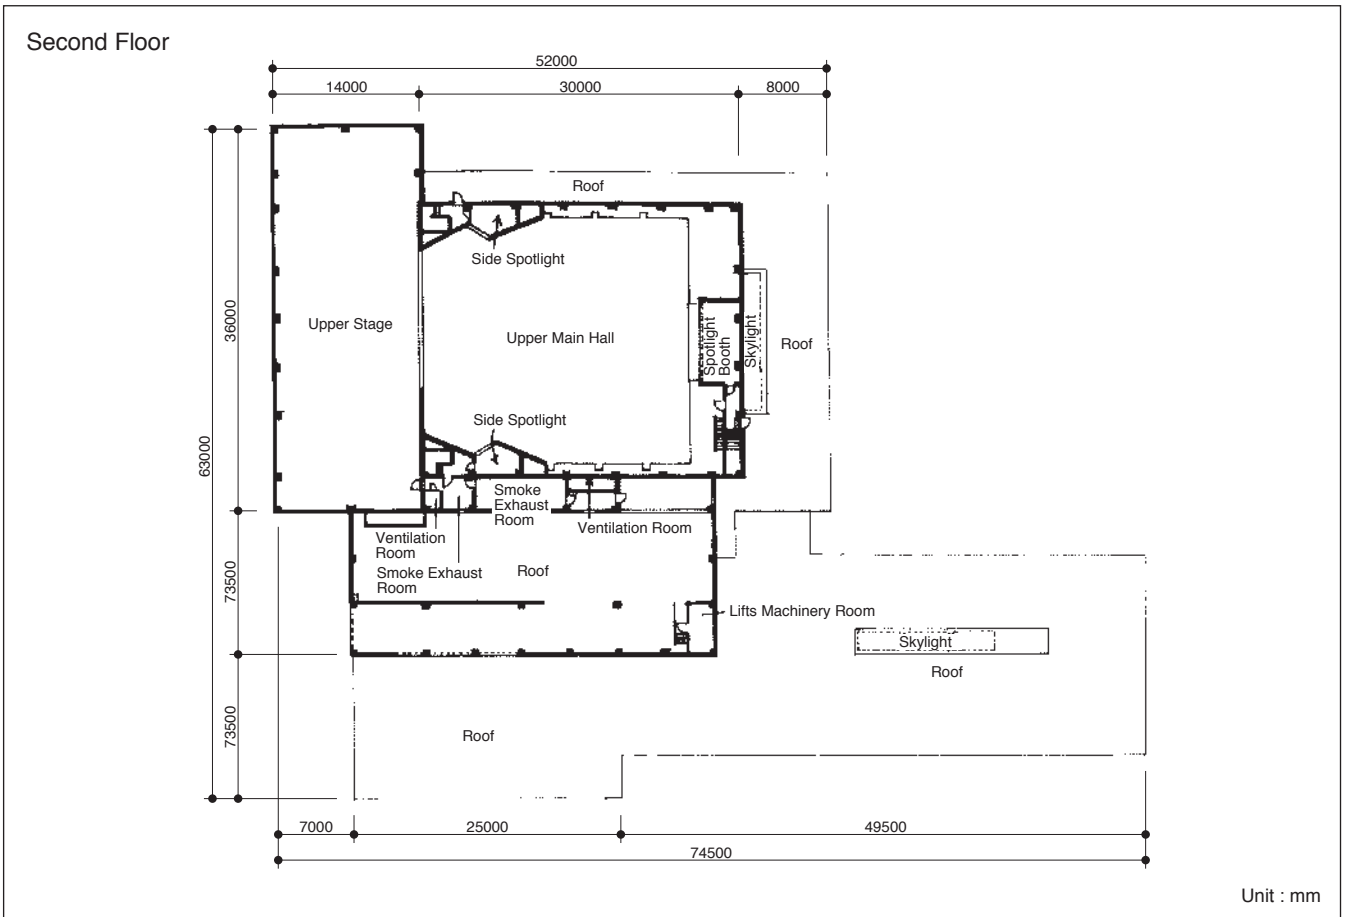 Second Floor
52000
14000
30000
8000
Roof
Side Spotlight
36000
Upper Stage
Upper Main Hall
Spotlight
Booth
Skylight
Roof
Side Spotlight
63000
Smoke
Exhaust
Room
Ventilation Room
Ventilation
Room
Smoke Exhaust
Room
Roof
73500
Lifts Machinery Room
Skylight
Roof
73500
Roof
7000
25000
49500
74500
Unit : mm